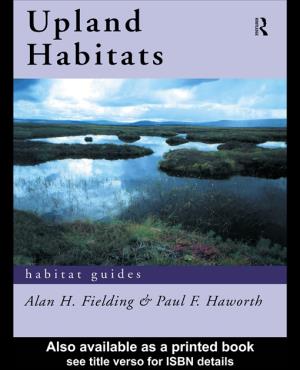 Upland
Habitats
habitat guides
Alan H. Fielding & Paul F. Haworth
Also available as a printed book
see title verso for ISBN details